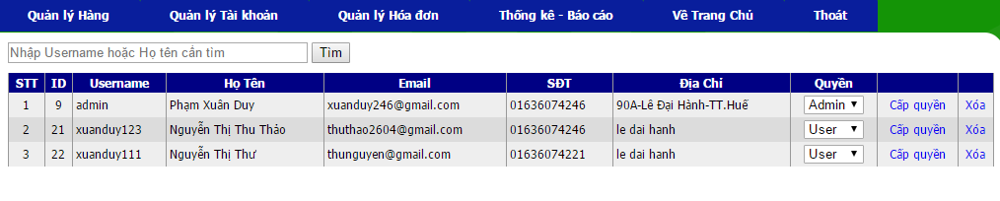 Quản lý Hàng Quản lý Tài khoản Quản lý Hóa đơn Thống kê - Báo cáo Về Trang Chủ Thoát
Nhập Username hoặc Họ tên cần tìm Tìm
STT ID Username Họ Tên Email SĐT Địa Chỉ Quyền
1 9 admin Phạm Xuân Duy xuanduy246@gmail.com 01636074246 90A-Lê Đại Hành-TT.Huế Admin Cấp quyền Xóa
2 21 xuanduy123 Nguyễn Thị Thu Thảo thuthao2604@gmail.com 01636074246 le dai hanh User Cấp quyền Xóa
3 22 xuanduy111 Nguyễn Thị Thư thunguyen@gmail.com 01636074221 le dai hanh User Cấp quyền Xóa